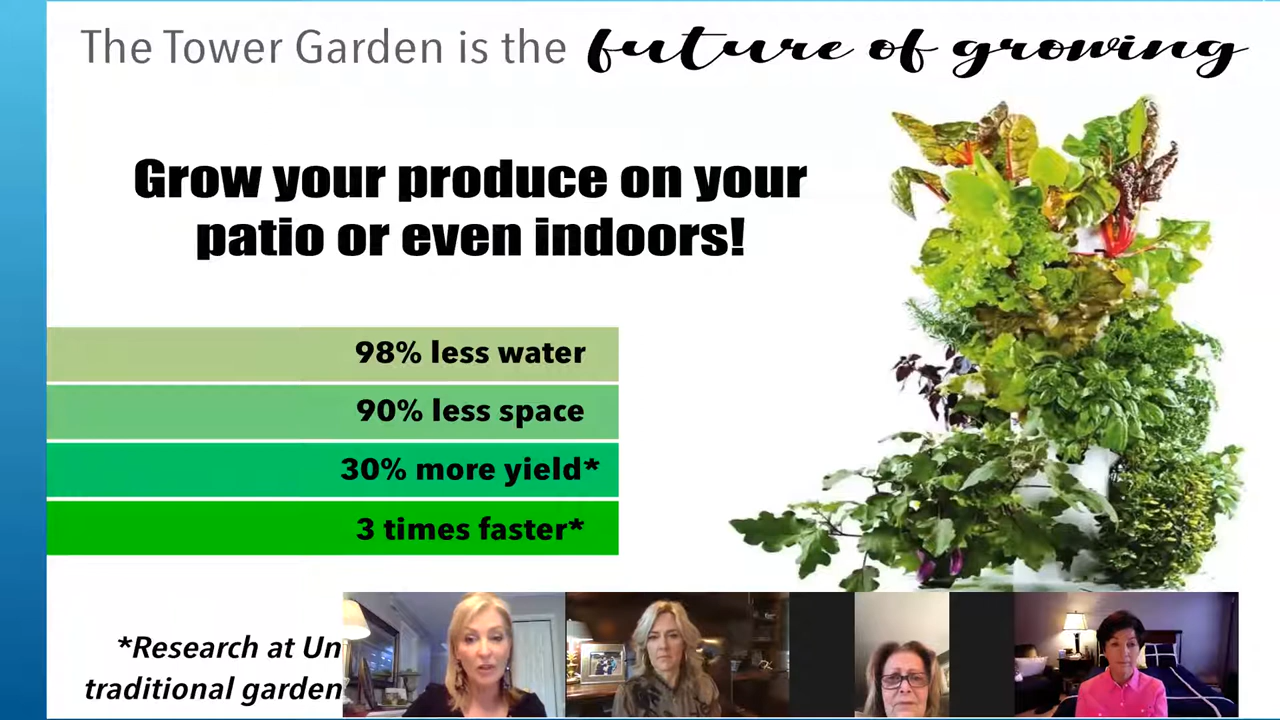 The Tower Garden is the future of growing
Grow your produce on your
patio or even indoors!
98% less water
90% less space
30% more yield*
3 times faster*
*Research at Un
traditional garden